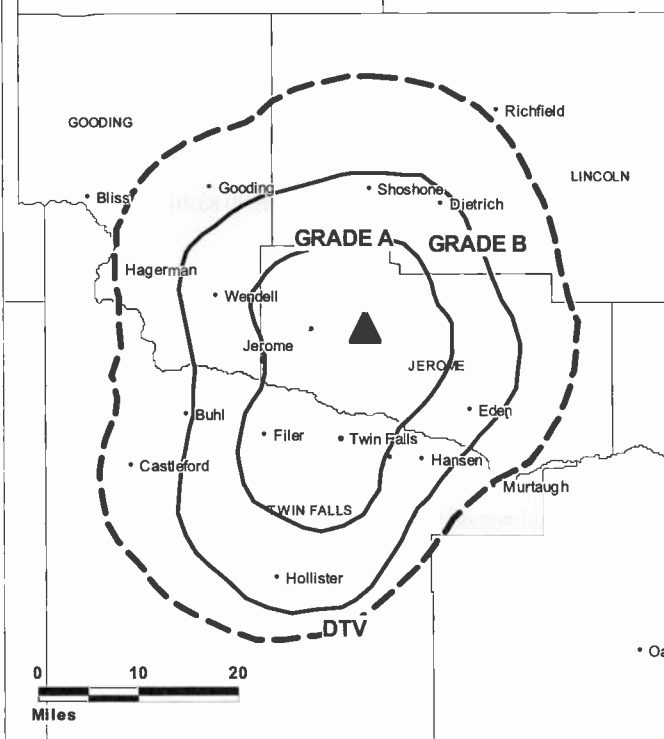 Richfield
GOODING
LINCOLN
Gooding
Shoshone
Bliss
Dietrich
GRADE A
GRADE B
Hagerman
Wendell
Jerome
JEROME
Buhl
Eden
Filer
Twin Falls
Castleford
Hansen
Murtaugh
TWIN FALLS
Hollister
DTV
Oa
0 10 20
Miles